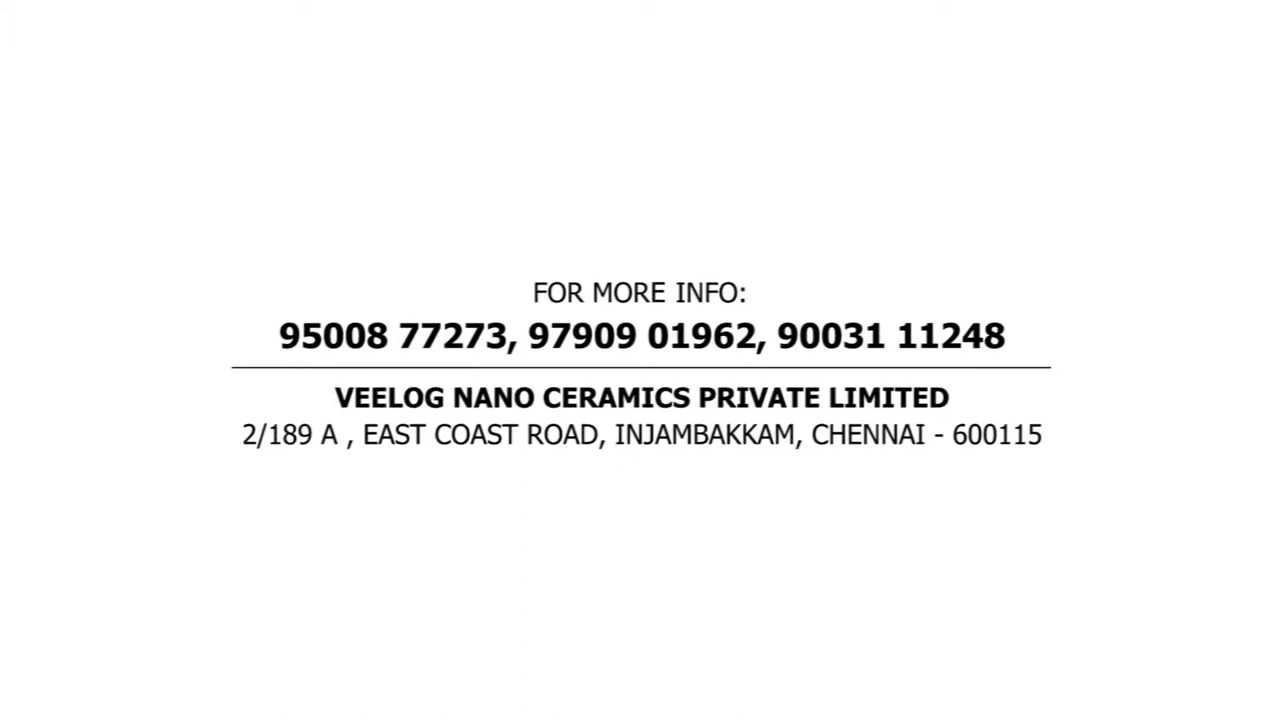 FOR MORE INFO:
95008 77273, 97909 01962, 90031 11248
VEELOG NANO CERAMICS PRIVATE LIMITED
2/189 A , EAST COAST ROAD, INJAMBAKKAM, CHENNAI - 600115